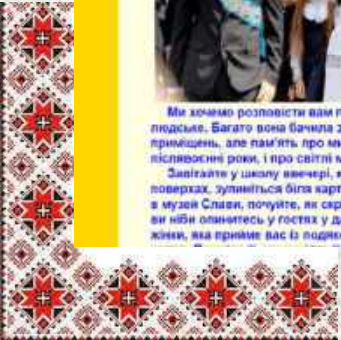 Ми хочемо розповісти вам п
людське. Багато вона бачила з
приміщень, але пам'ять про ми
післявоєнні роки, і про світлі м
Завітайте у школу ввечері,
поверхах, зупиніться біля карт
в музей Слави, почуйте, як скр
ви ніби опинитесь у гостях у д
жінки, яка прийме вас із подяк